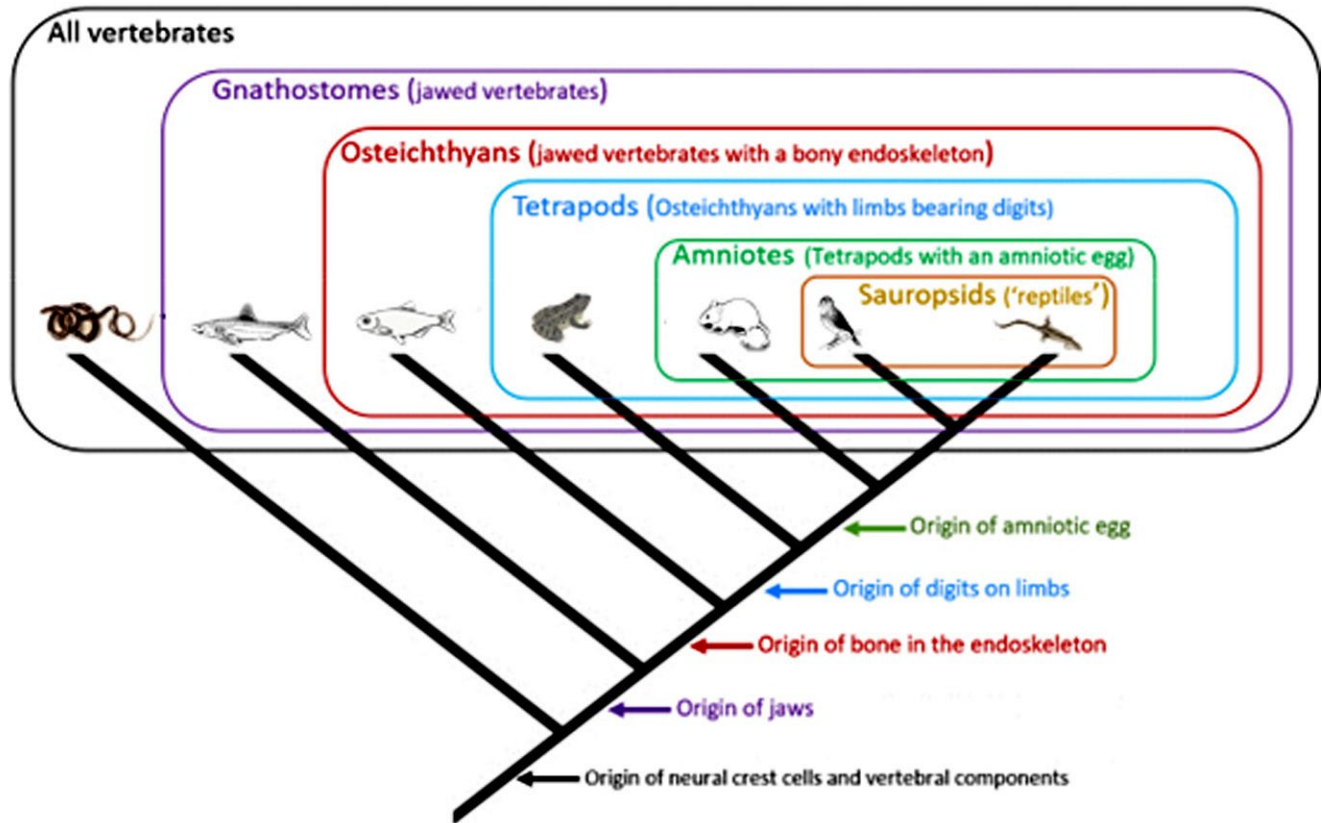 All vertebrates
Gnathostomes (jawed vertebrates)
Osteichthyans (jawed vertebrates with a bony endoskeleton)
Tetrapods (Osteichthyans with limbs bearing digits)
Amniotes (Tetrapods with an amniotic egg)
Sauropsids (‘reptiles’)
Origin of amniotic egg
Origin of digits on limbs
Origin of bone in the endoskeleton
Origin of jaws
Origin of neural crest cells and vertebral components